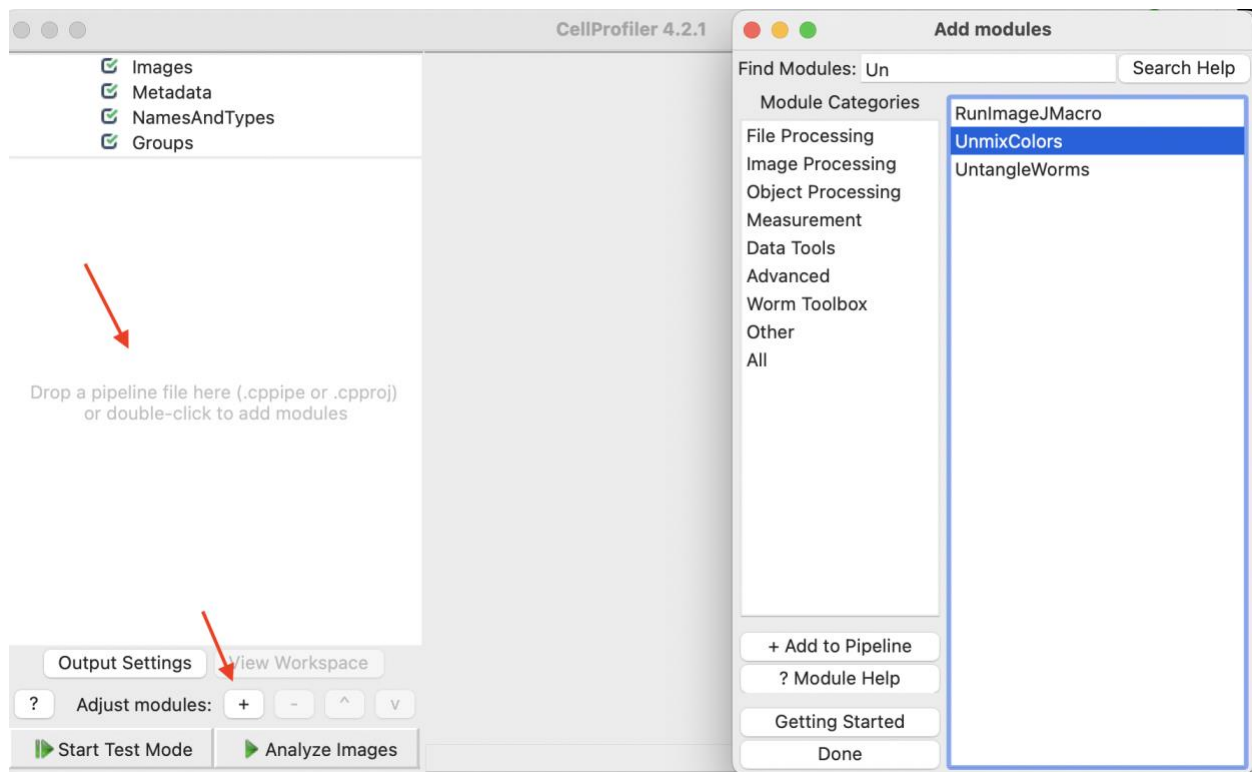 CellProfiler 4.2.1
Images
Metadata
NamesAndTypes
Groups
Drop a pipeline file here (.cppipe or .cpproj)
or double-click to add modules
Output Settings
View Workspace
? Adjust modules: + - ^ v
Start Test Mode
Analyze Images
Add modules
Find Modules: Un
Search Help
Module Categories
File Processing
Image Processing
Object Processing
Measurement
Data Tools
Advanced
Worm Toolbox
Other
All
RunImageJMacro
UnmixColors
UntangleWorms
+ Add to Pipeline
? Module Help
Getting Started
Done